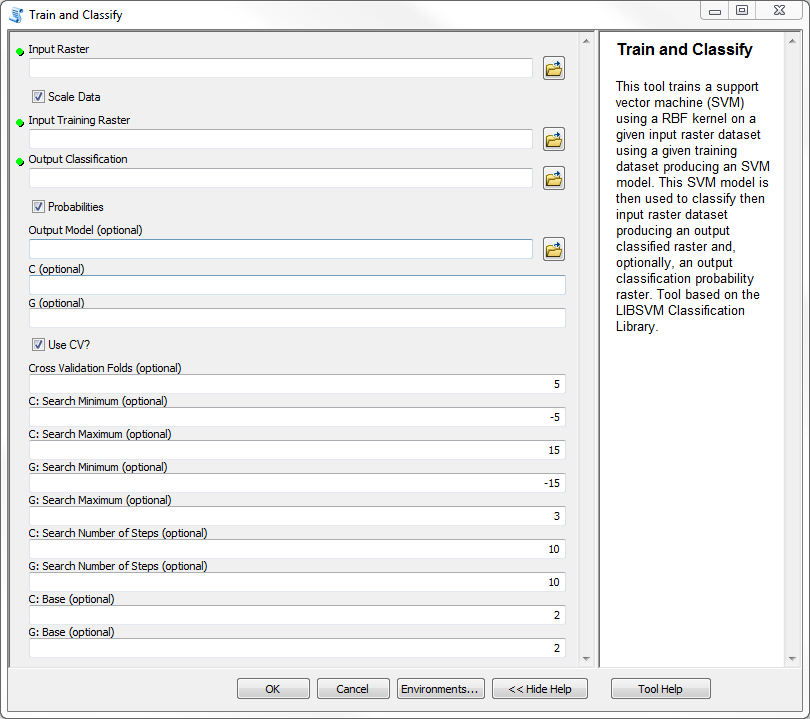 Train and Classify
Input Raster
Scale Data
Input Training Raster
Output Classification
Probabilities
Output Model (optional)
C (optional)
G (optional)
Use CV?
Cross Validation Folds (optional)
5
C: Search Minimum (optional)
-5
C: Search Maximum (optional)
15
G: Search Minimum (optional)
-15
G: Search Maximum (optional)
3
C: Search Number of Steps (optional)
10
G: Search Number of Steps (optional)
10
C: Base (optional)
2
G: Base (optional)
2
OK
Cancel
Environments...
<< Hide Help
Train and Classify
This tool trains a support
vector machine (SVM)
using a RBF kernel on a
given input raster dataset
using a given training
dataset producing an SVM
model. This SVM model is
then used to classify then
input raster dataset
producing an output
classified raster and,
optionally, an output
classification probability
raster. Tool based on the
LIBSVM Classification
Library.
Tool Help